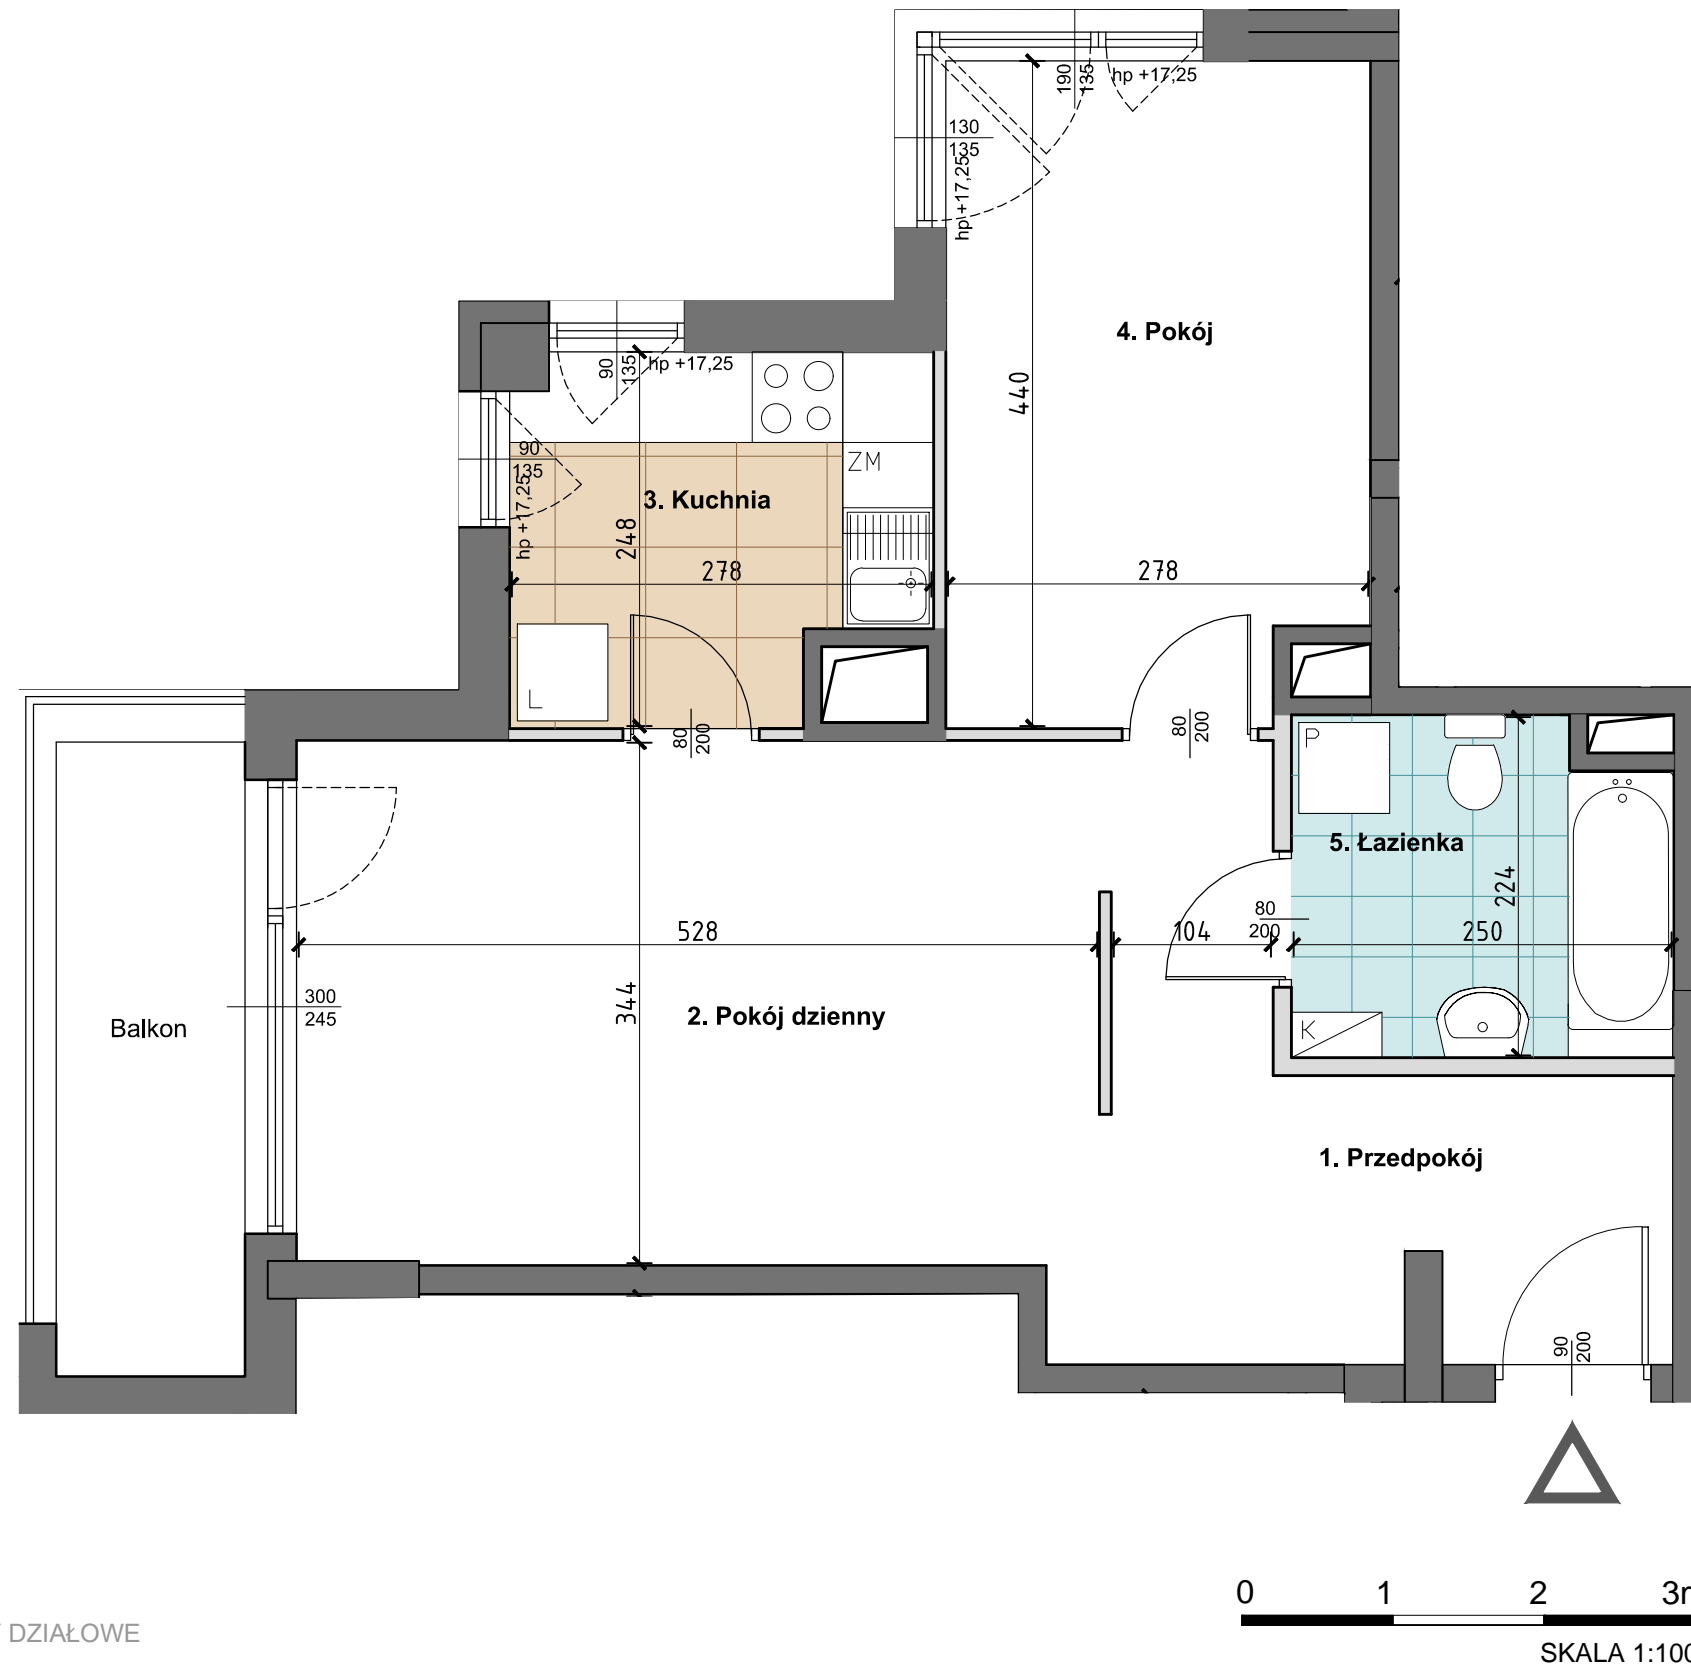 190
135
hp +17,25
130
135
hp +17,25
4. Pokój
90
135
hp +17,25
440
90
135
hp +17,25
ZM
3. Kuchnia
248
278
278
L
80
200
80
200
P
5. Łazienka
224
80
200
528
104
250
300
245
344
2. Pokój dzienny
Balkon
K
1. Przedpokój
90
200
0 1 2 3
DZIAŁOWE
SKALA 1:100